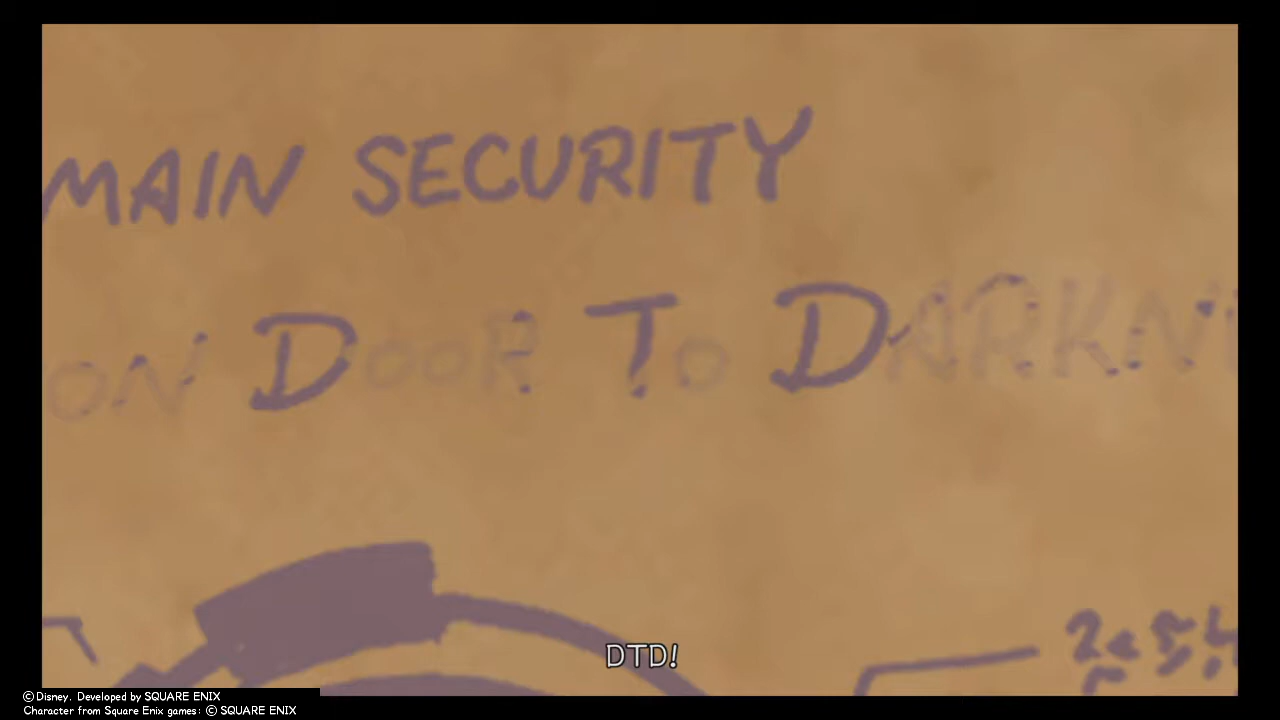 MAIN SECURITY
ON DooR To DARKN
DTD!
© Disney. Developed by SQUARE ENIX
Character from Square Enix games: © SQUARE ENIX